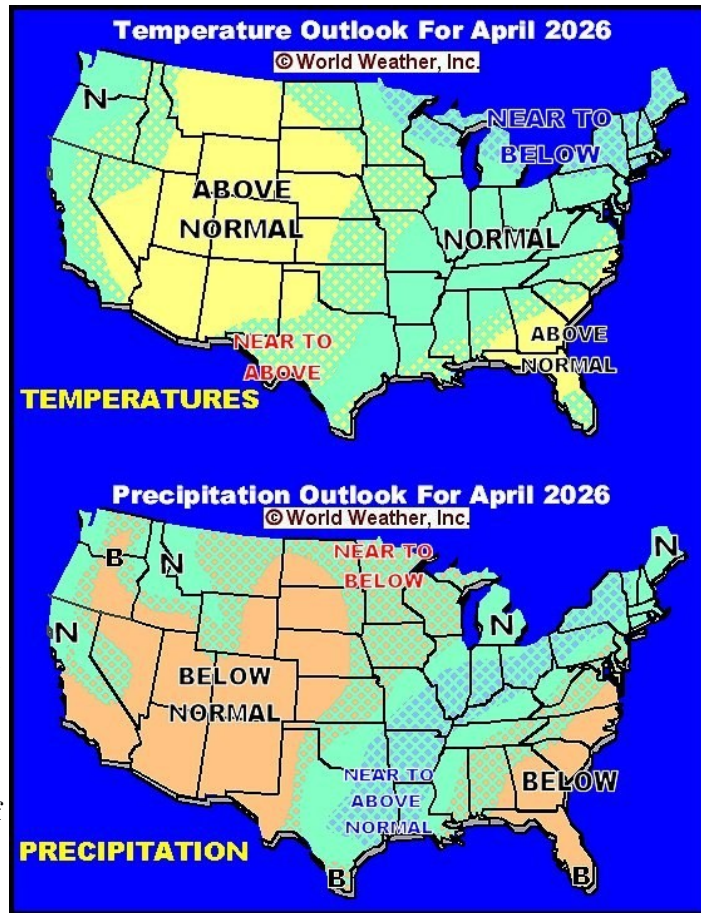 Temperature Outlook For April 2026
© World Weather, Inc.
N
NEAR TO
BELOW
ABOVE
NORMAL
NORMAL
NEAR TO
ABOVE
ABOVE
NORMAL
TEMPERATURES
Precipitation Outlook For April 2026
© World Weather, Inc.
B
N
NEAR TO
BELOW
N
N
N
BELOW
NORMAL
NEAR TO
ABOVE
NORMAL
BELOW
B
B
PRECIPITATION